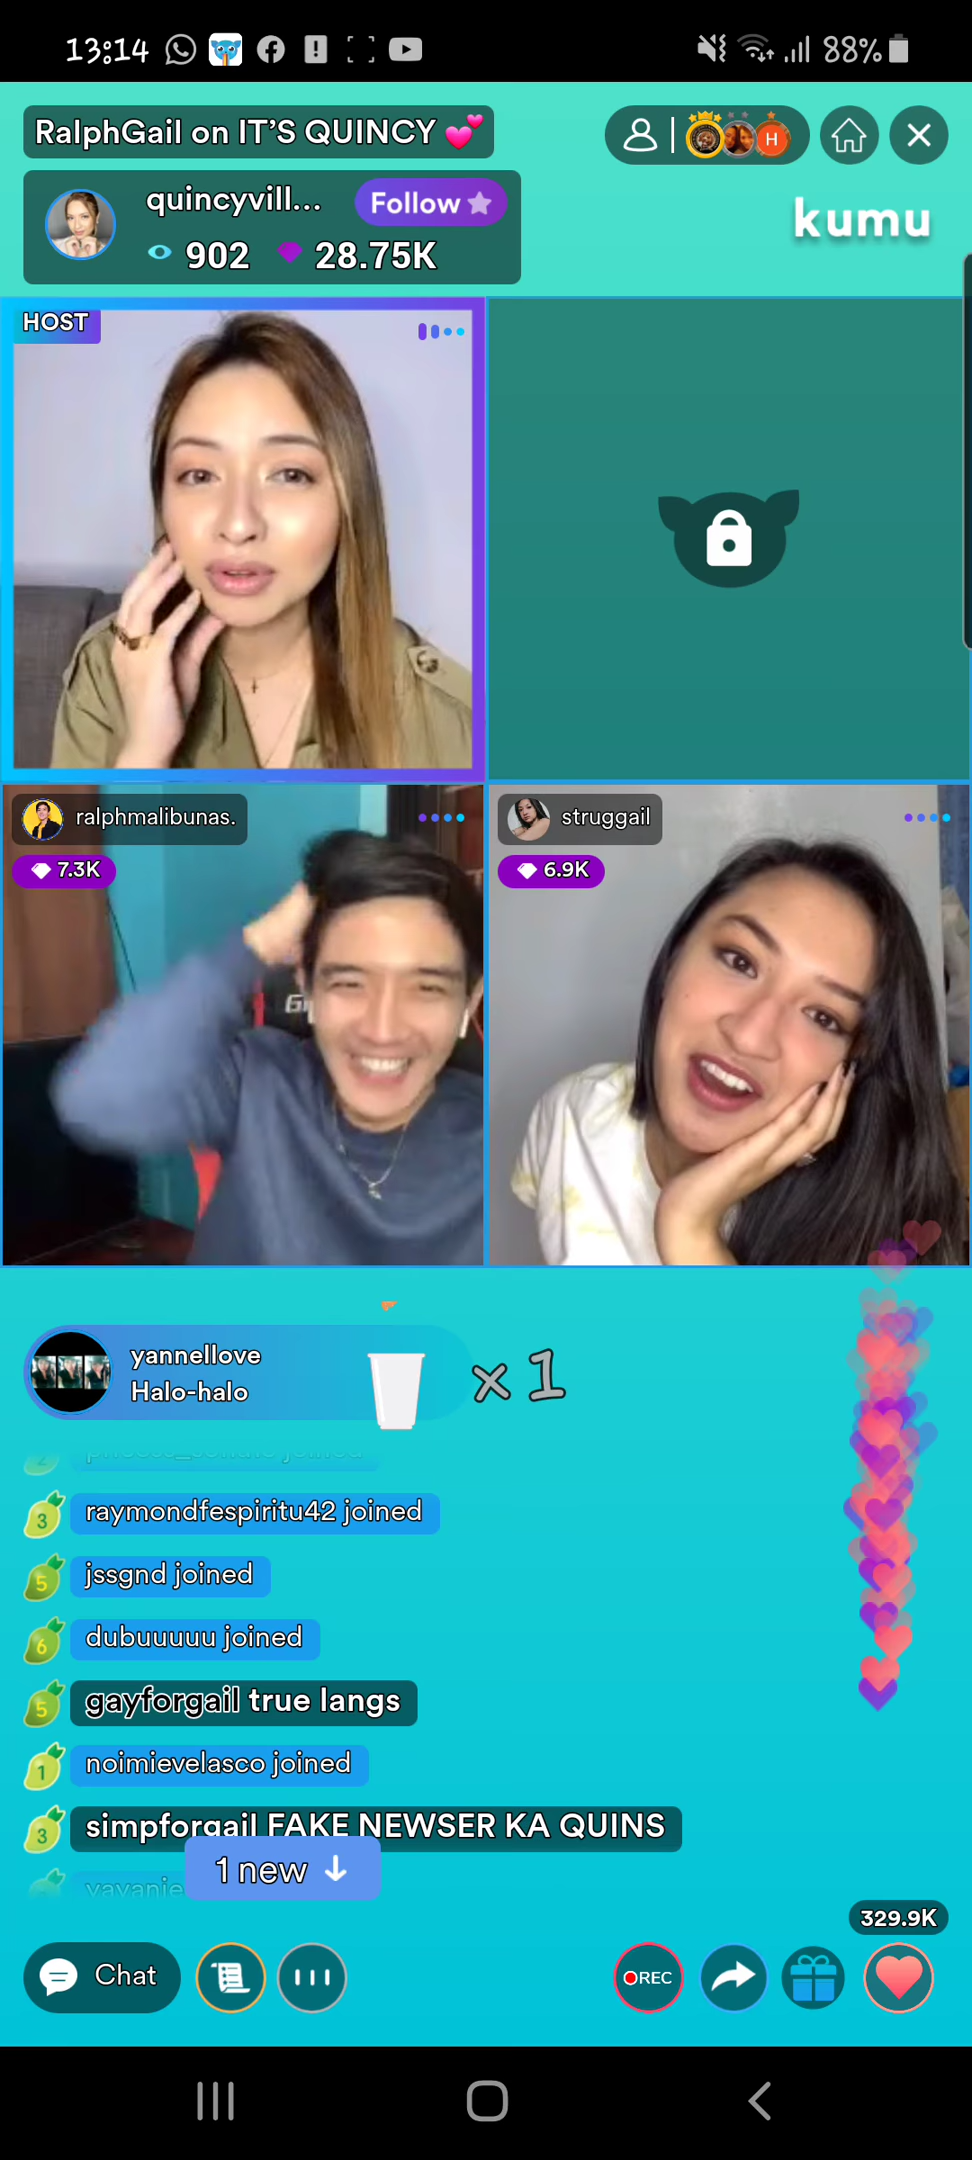 13:14
88%
RalphGail on IT'S QUINCY 💕
H
quincyvill...
Follow
902
28.75K
kumu
HOST
ralphmalibunas.
7.3K
struggail
6.9K
yannellove
Halo-halo
x 1
2
3 raymondfespiritu42 joined
5 jssgnd joined
6 dubuuuuu joined
5 gayforgail true langs
1 noimievelasco joined
3 simpforgail FAKE NEWSER KA QUINS
1 new
329.9K
Chat
REC